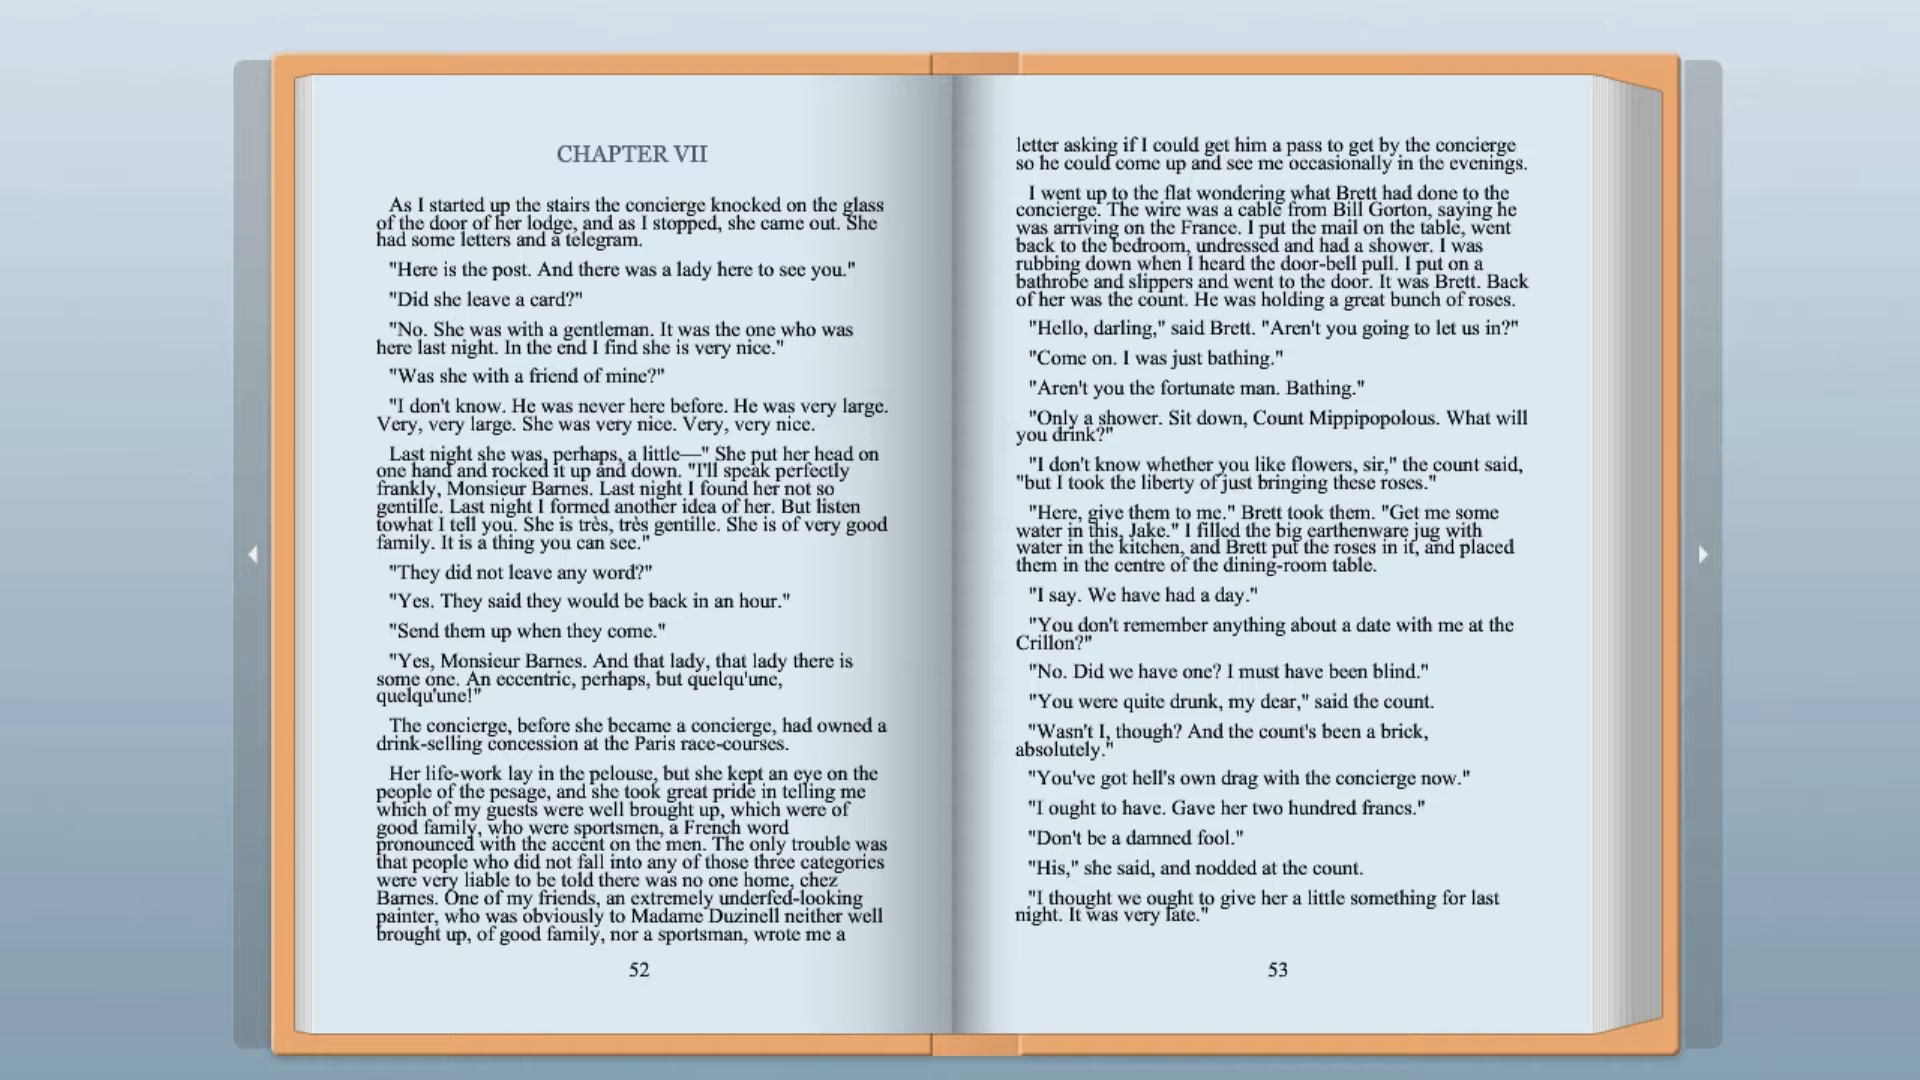 CHAPTER VII
As I started up the stairs the concierge knocked on the glass
of the door of her lodge, and as I stopped, she came out. She
had some letters and a telegram.
"Here is the post. And there was a lady here to see you."
"Did she leave a card?"
"No. She was with a gentleman. It was the one who was
here last night. In the end I find she is very nice."
"Was she with a friend of mine?"
"I don't know. He was never here before. He was very large.
Very, very large. She was very nice. Very, very nice.
Last night she was, perhaps, a little—" She put her head on
one hand and rocked it up and down. "I'll speak perfectly
frankly, Monsieur Barnes. Last night I found her not so
gentille. Last night I formed another idea of her. But listen
towhat I tell you. She is très, très gentille. She is of very good
family. It is a thing you can see."
"They did not leave any word?"
"Yes. They said they would be back in an hour."
"Send them up when they come."
"Yes, Monsieur Barnes. And that lady, that lady there is
some one. An eccentric, perhaps, but quelqu'une,
quelqu'une!"
The concierge, before she became a concierge, had owned a
drink-selling concession at the Paris race-courses.
Her life-work lay in the pelouse, but she kept an eye on the
people of the pesage, and she took great pride in telling me
which of my guests were well brought up, which were of
good family, who were sportsmen, a French word
pronounced with the accent on the men. The only trouble was
that people who did not fall into any of those three categories
were very liable to be told there was no one home, chez
Barnes. One of my friends, an extremely underfed-looking
painter, who was obviously to Madame Duzinell neither well
brought up, of good family, nor a sportsman, wrote me a
52
letter asking if I could get him a pass to get by the concierge
so he could come up and see me occasionally in the evenings.
I went up to the flat wondering what Brett had done to the
concierge. The wire was a cable from Bill Gorton, saying he
was arriving on the France. I put the mail on the table, went
back to the bedroom, undressed and had a shower. I was
rubbing down when I heard the door-bell pull. I put on a
bathrobe and slippers and went to the door. It was Brett. Back
of her was the count. He was holding a great bunch of roses.
"Hello, darling," said Brett. "Aren't you going to let us in?"
"Come on. I was just bathing."
"Aren't you the fortunate man. Bathing."
"Only a shower. Sit down, Count Mippipopolous. What will
you drink?"
"I don't know whether you like flowers, sir," the count said,
"but I took the liberty of just bringing these roses."
"Here, give them to me." Brett took them. "Get me some
water in this, Jake." I filled the big earthenware jug with
water in the kitchen, and Brett put the roses in it, and placed
them in the centre of the dining-room table.
"I say. We have had a day."
"You don't remember anything about a date with me at the
Crillon?"
"No. Did we have one? I must have been blind."
"You were quite drunk, my dear," said the count.
"Wasn't I, though? And the count's been a brick,
absolutely."
"You've got hell's own drag with the concierge now."
"I ought to have. Gave her two hundred francs."
"Don't be a damned fool."
"His," she said, and nodded at the count.
"I thought we ought to give her a little something for last
night. It was very late."
53